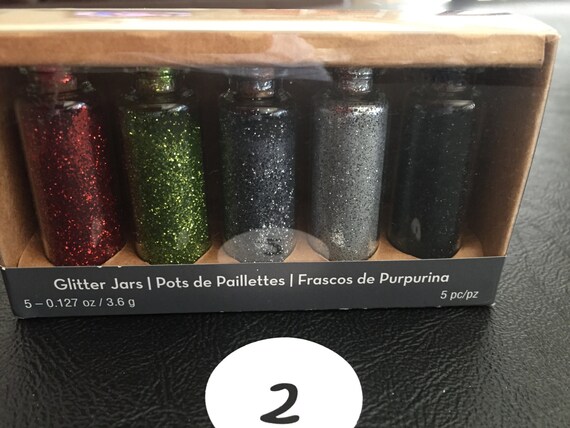 Glitter Jars | Pots de Paillettes | Frascos de Purpurina
5 – 0.127 oz / 3.6 g
5 pc/pz
2